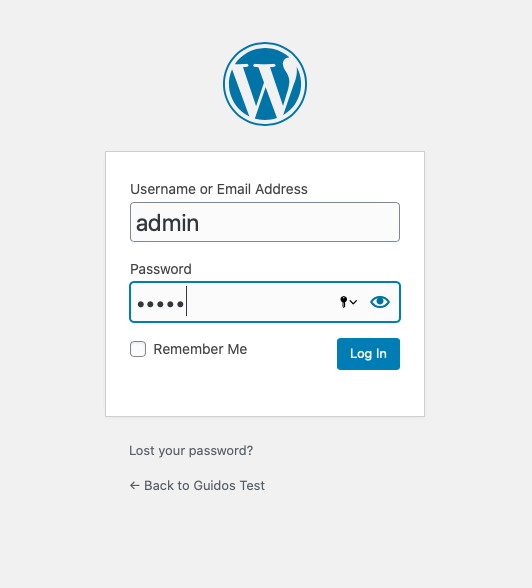 Username or Email Address
admin
Password
•••••
Remember Me
Log In
Lost your password?
← Back to Guidos Test